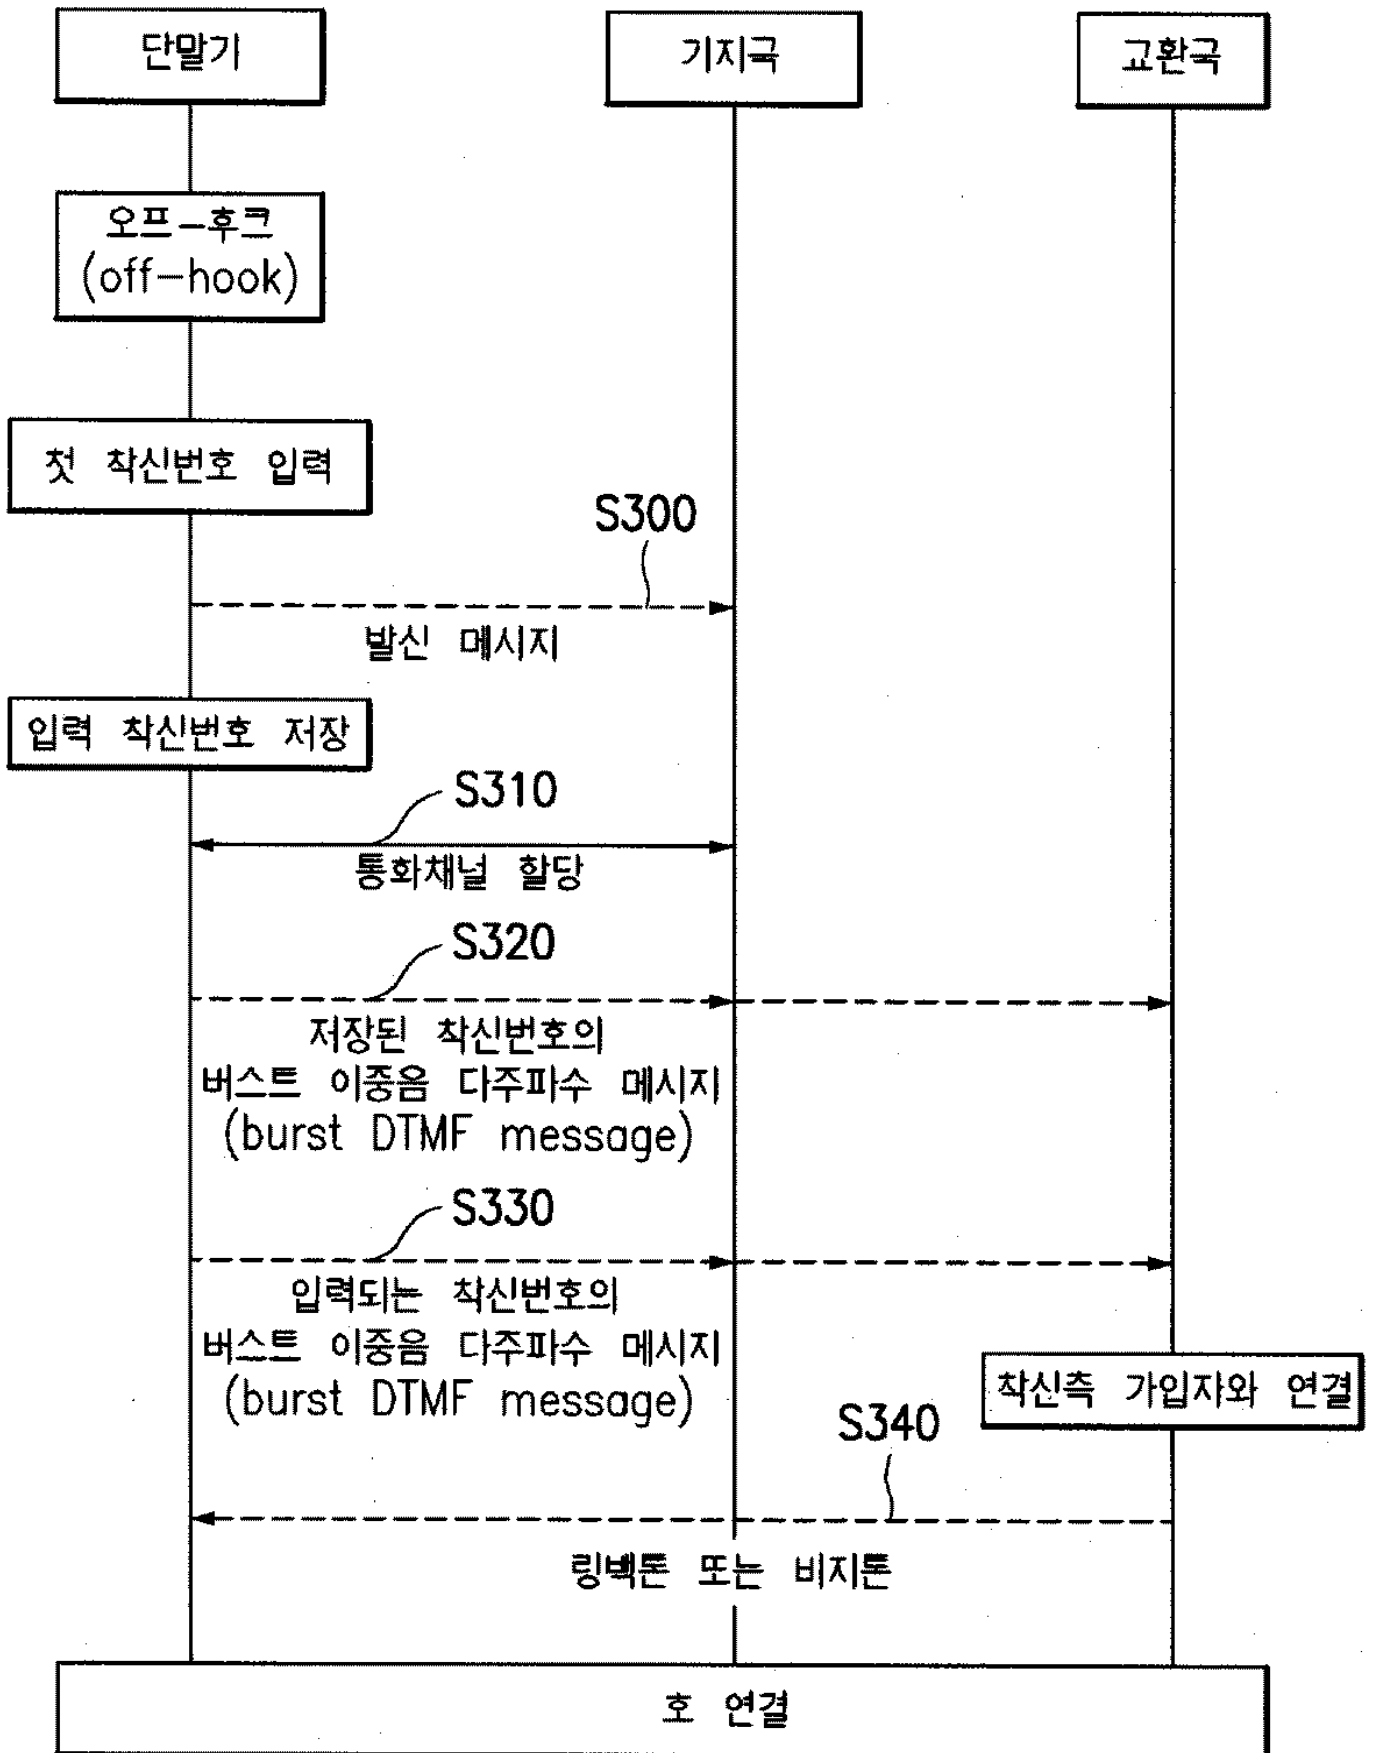 단말기
기지국
교환국
오프-후크
(off-hook)
첫 착신번호 입력
S300
발신 메시지
입력 착신번호 저장
S310
통화채널 할당
S320
저장된 착신번호의
버스트 이중음 다주파수 메시지
(burst DTMF message)
S330
입력되는 착신번호의
버스트 이중음 다주파수 메시지
(burst DTMF message)
착신측 가입자와 연결
S340
링백톤 또는 비지톤
호 연결